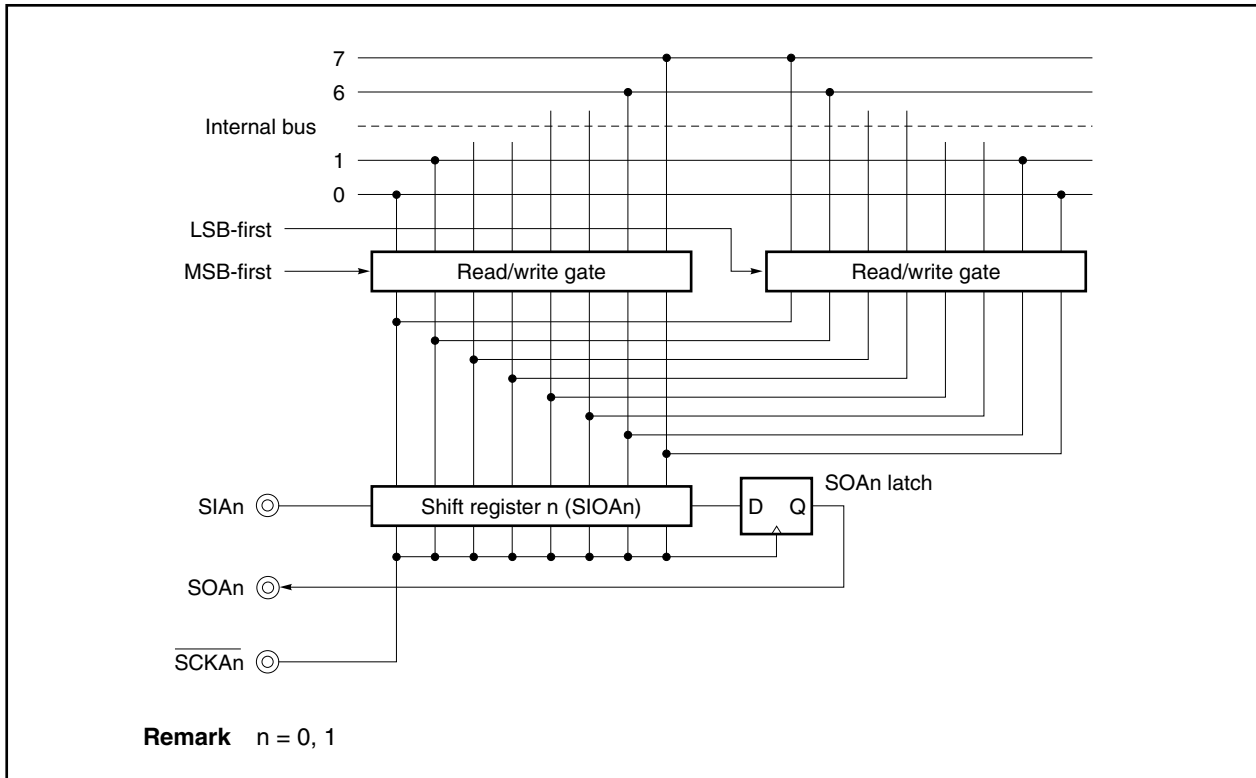 7
6
Internal bus
1
0
LSB-first
MSB-first
Read/write gate
Read/write gate
SOAn latch
SIAn
Shift register n (SIOAn)
D Q
SOAn
SCKAn
Remark n = 0, 1